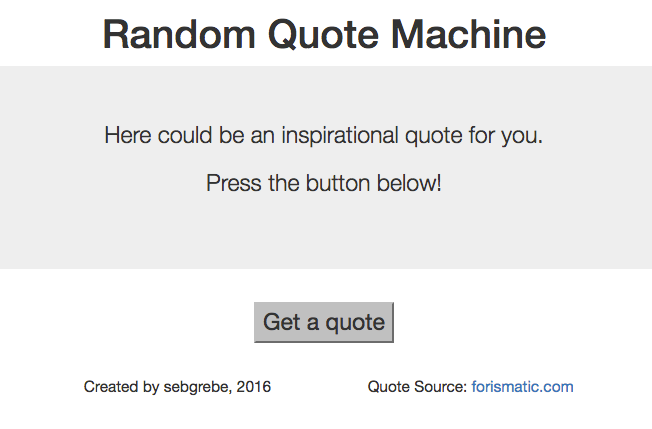 Random Quote Machine
Here could be an inspirational quote for you.
Press the button below!
Get a quote
Created by sebgrebe, 2016
Quote Source: forismatic.com